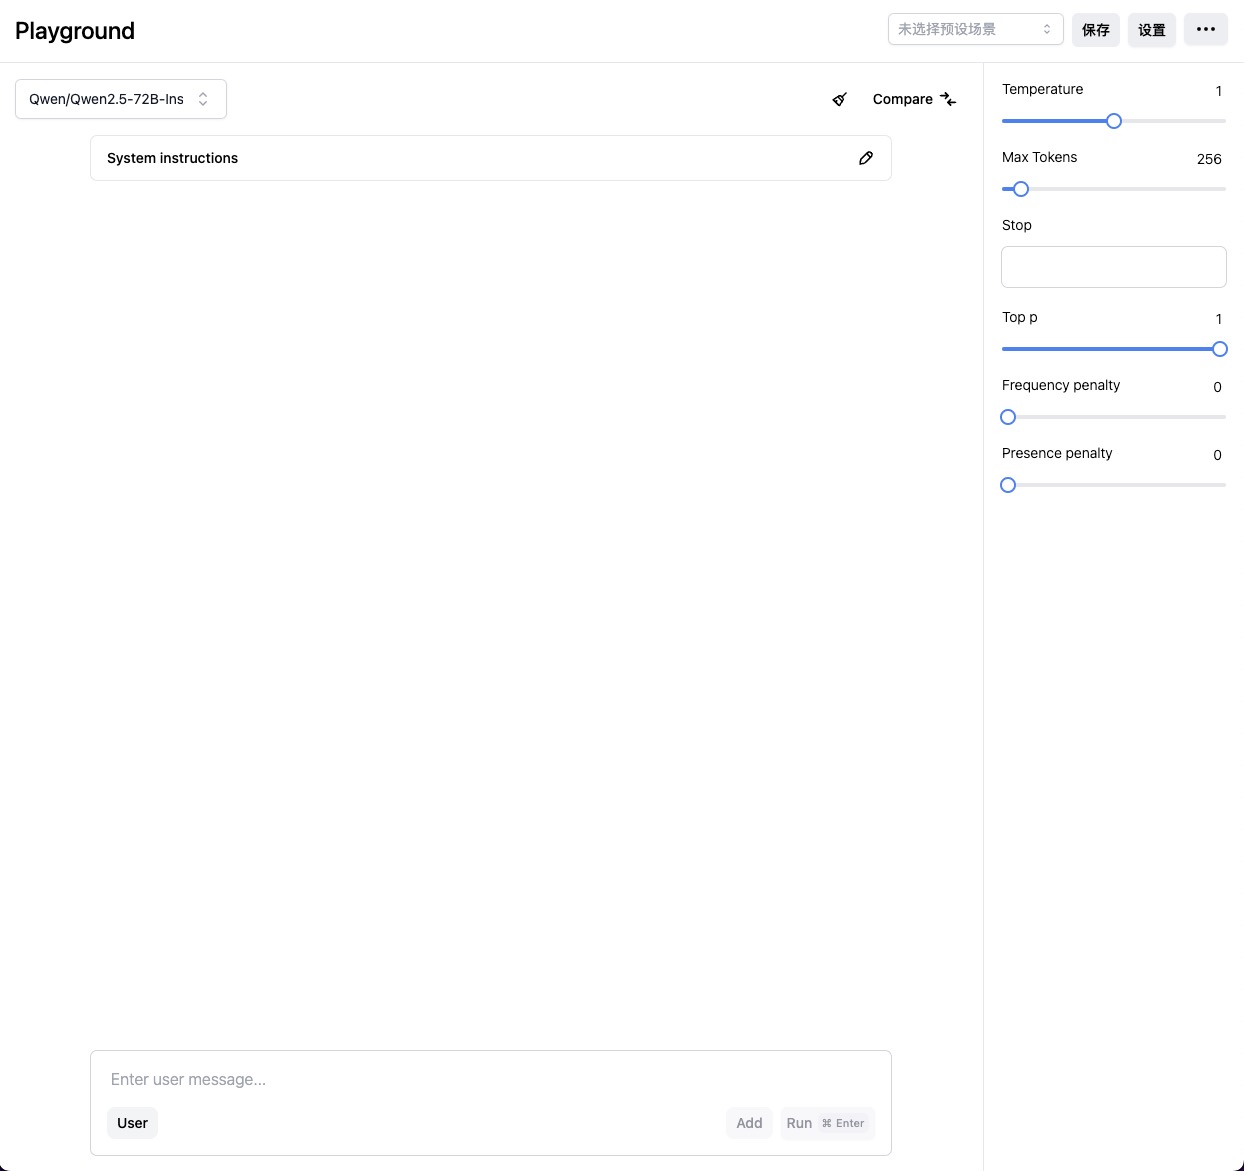 Playground
未选择预设场景
保存
设置
Qwen/Qwen2.5-72B-Ins
Compare
System instructions
Temperature
1
Max Tokens
256
Stop
Top p
1
Frequency penalty
0
Presence penalty
0
Enter user message...
User
Add
Run ⌘ Enter